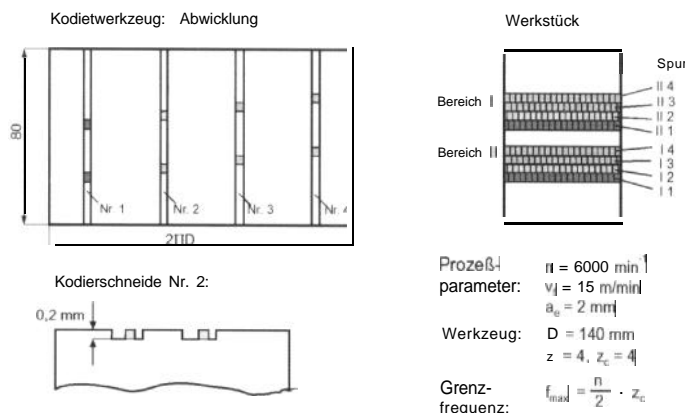 Kodietwerkzeug: Abwicklung
80
Nr. 1
Nr. 2
Nr. 3
Nr. 4
2ΠD
Kodierschneide Nr. 2:
0,2 mm
Werkstück
Spur
Bereich I
II 4
II 3
II 2
II 1
Bereich II
I 4
I 3
I 2
I 1
Prozeß- n = 6000 min⁻¹
parameter: vf = 15 m/min
ae = 2 mm
Werkzeug: D = 140 mm
z = 4, zc = 4
Grenz- fmax = n/2 · zc
frequenz: